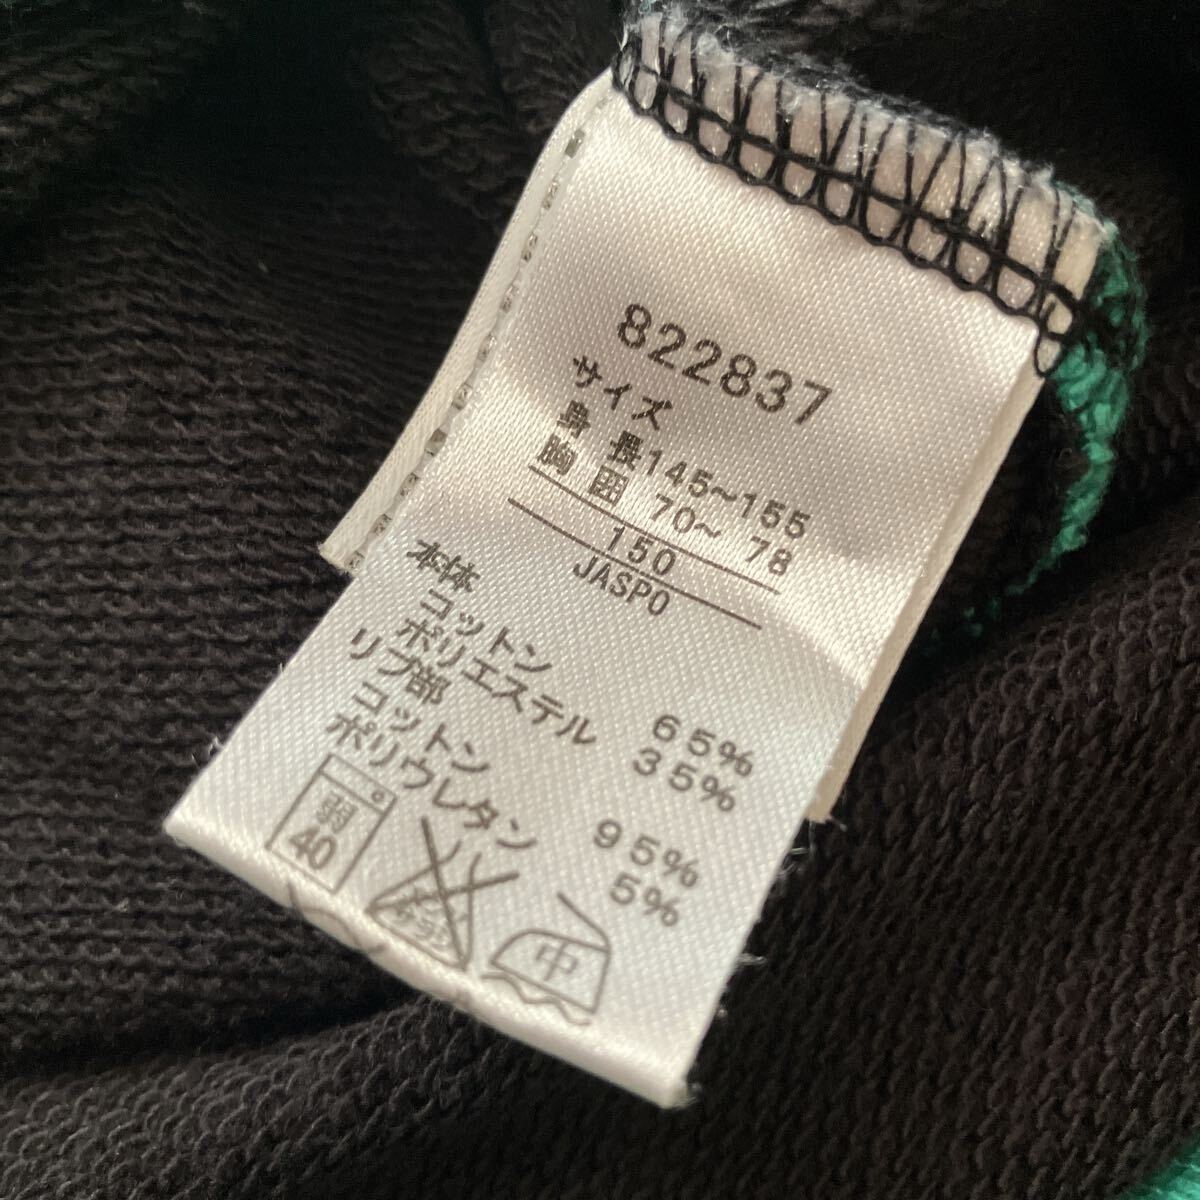 822837
サイズ
身長145~155
胸囲 70~ 78
150
JASPO
本体
コットン 65%
ポリエステル 35%
リブ部
コットン 95%
ポリウレタン 5%
弱
40
中